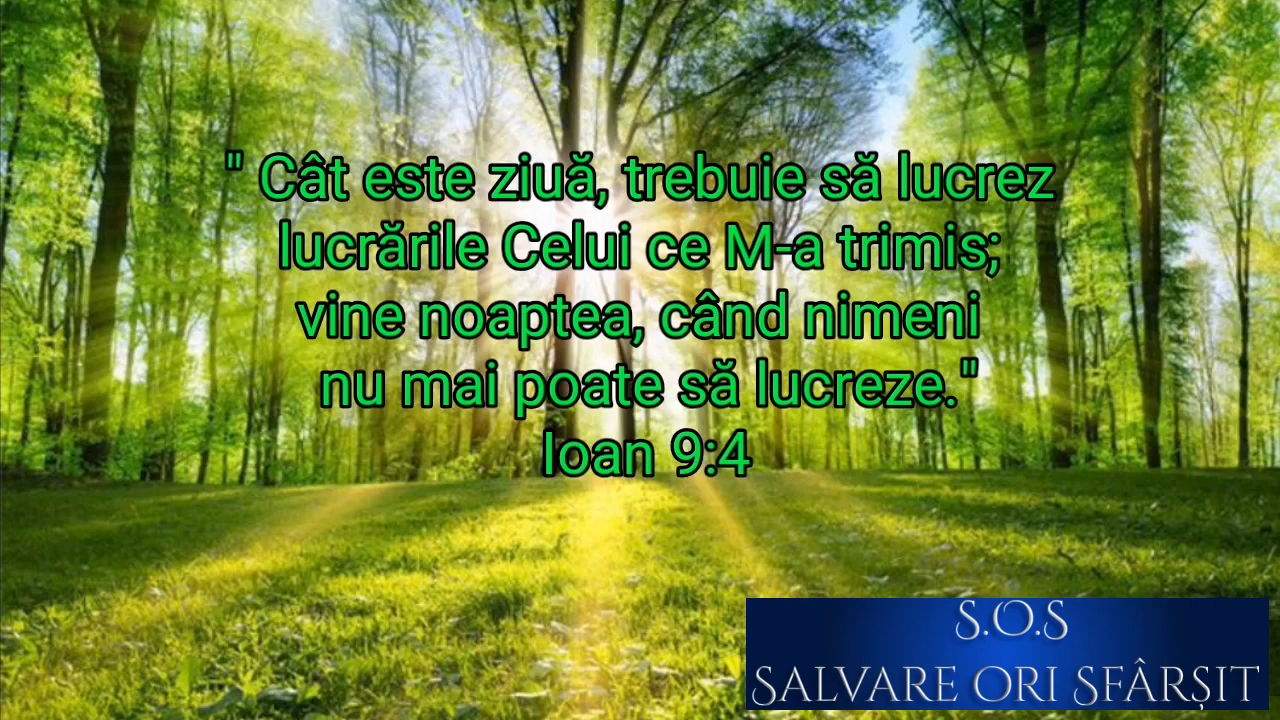 " Cât este ziuă, trebuie să lucrez
lucrările Celui ce M-a trimis;
vine noaptea, când nimeni
nu mai poate să lucreze."
Ioan 9:4
S.O.S
SALVARE ORI SFÂRȘIT